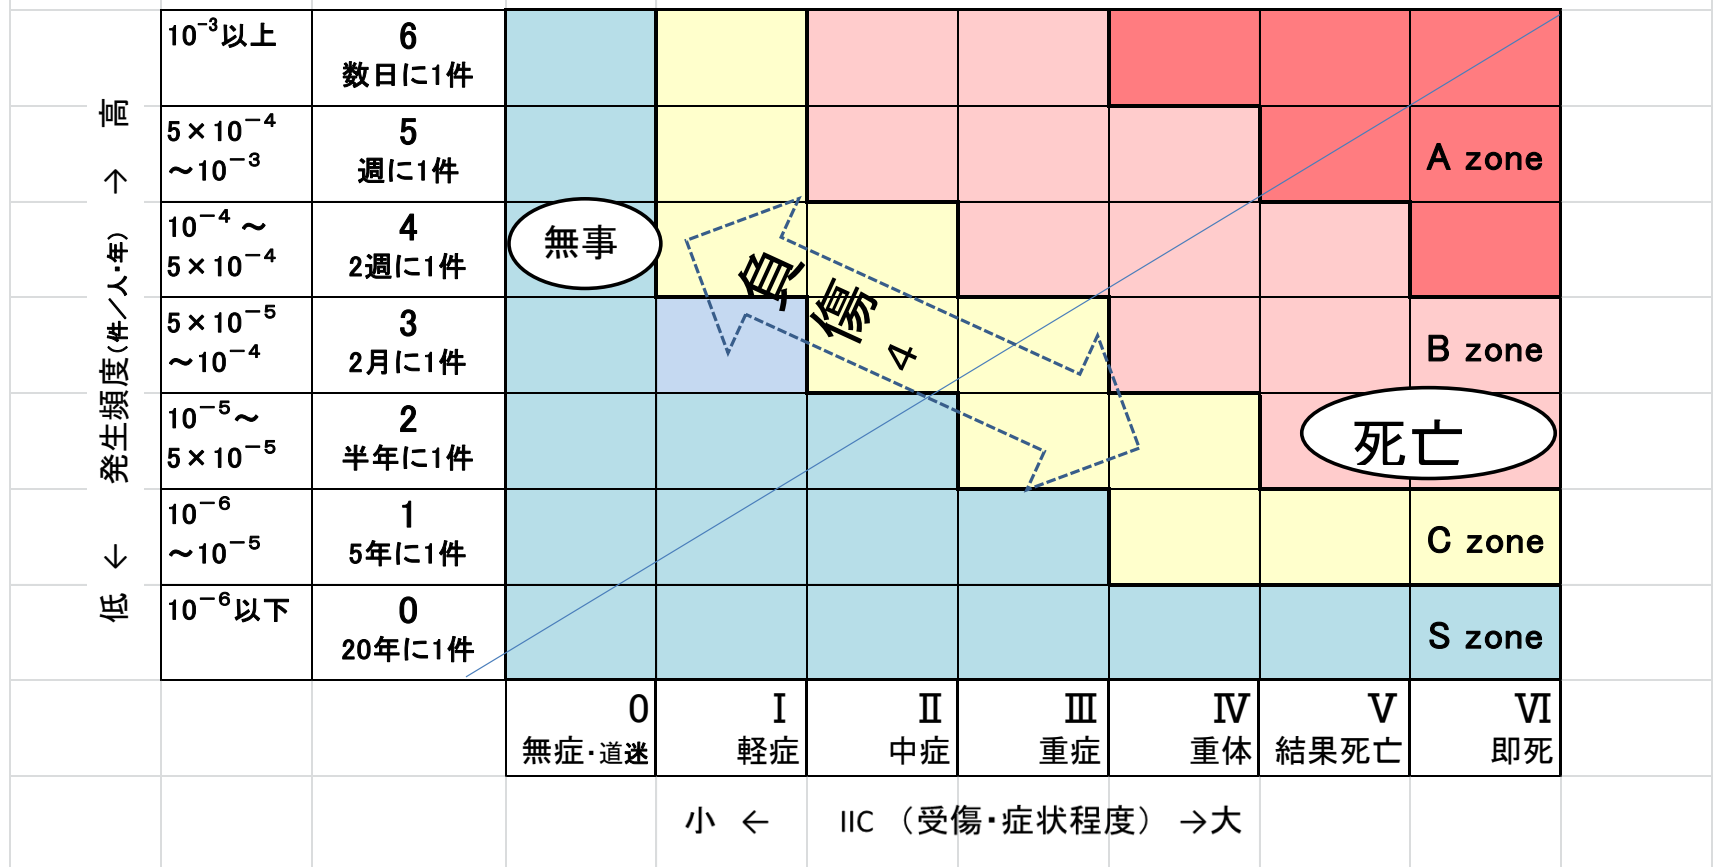 高
→
発生頻度(件／人・年)
←
低
10⁻³以上
6
数日に1件
5×10⁻⁴
～10⁻³
5
週に1件
A zone
10⁻⁴～
5×10⁻⁴
4
2週に1件
無事
負傷
4
5×10⁻⁵
～10⁻⁴
3
2月に1件
B zone
10⁻⁵～
5×10⁻⁵
2
半年に1件
死亡
10⁻⁶
～10⁻⁵
1
5年に1件
C zone
10⁻⁶以下
0
20年に1件
S zone
0
無症・道迷
Ⅰ
軽症
Ⅱ
中症
Ⅲ
重症
Ⅳ
重体
Ⅴ
結果死亡
Ⅵ
即死
小 ← IIC （受傷・症状程度） →大